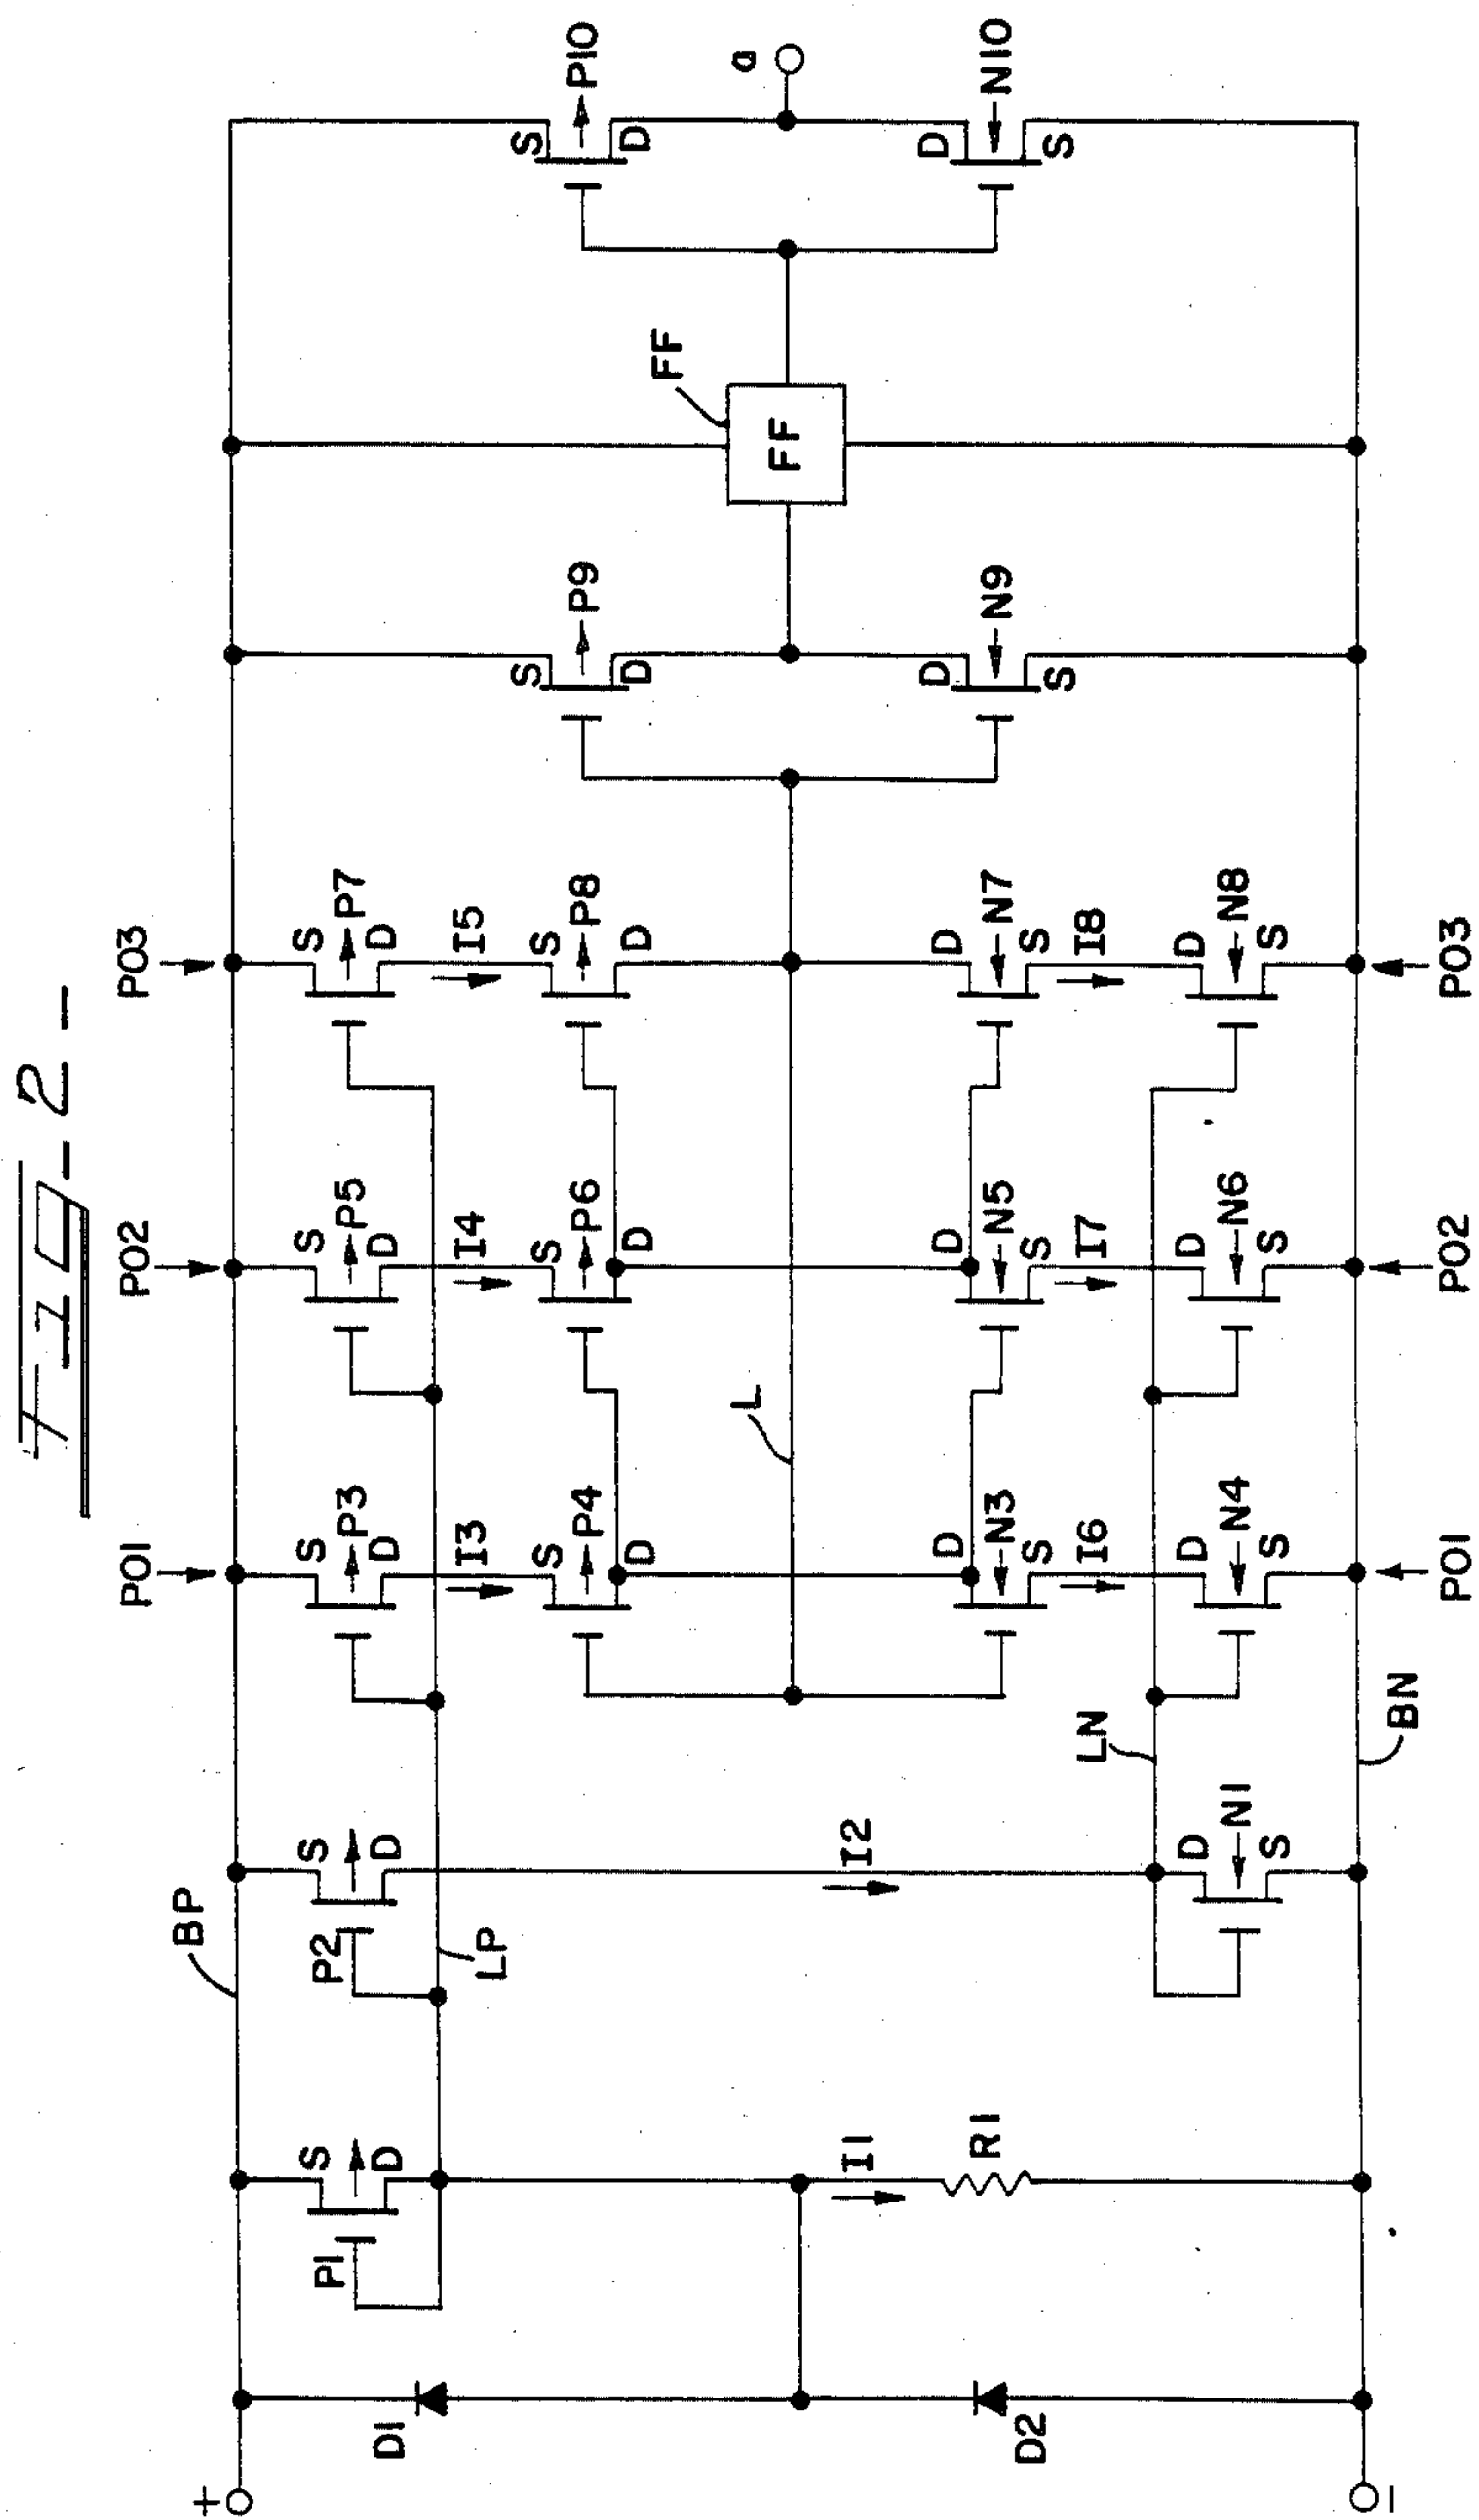 FIG-2-
PO1
PO2
PO3
BP
S
S
S
S
S
P3
P5
P7
D
D
D
D
D
P1
P2
D1
LP
I3
I4
I5
S
S
S
S
S
P4
P6
P8
P9
P10
D
D
D
D
D
FF
FF
L
a
I1
I2
D
D
D
D
D
R1
N3
N5
N7
N9
N10
S
S
S
S
S
D2
LN
I6
I7
I8
D
D
D
D
N1
N4
N6
N8
S
S
S
S
BN
PO1
PO2
PO3
+
−